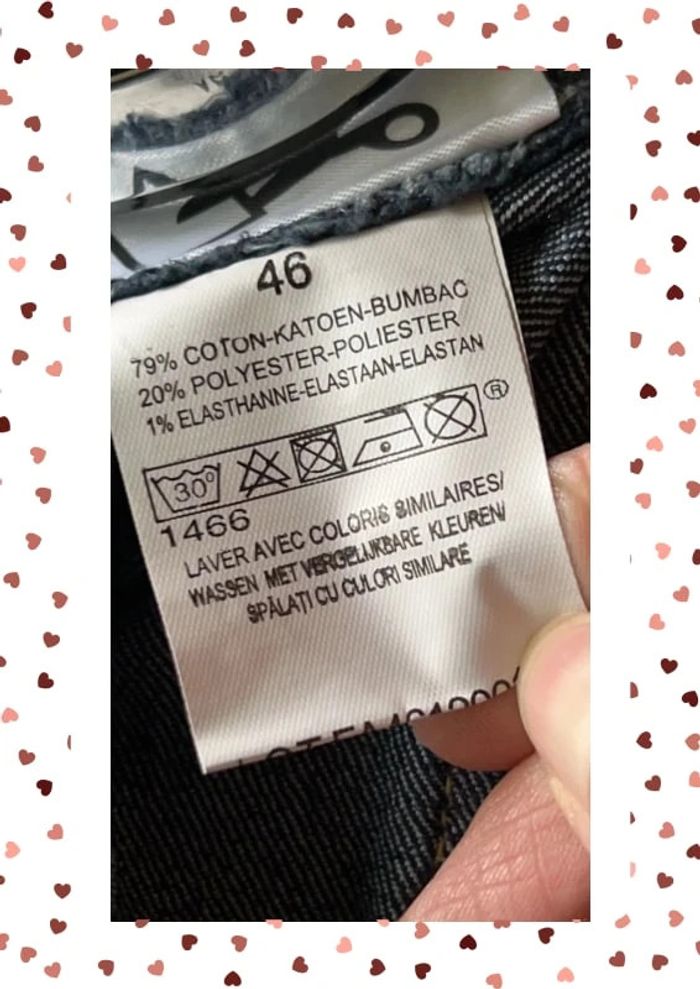 46
79% COTON-KATOEN-BUMBAC
20% POLYESTER-POLIESTER
1% ELASTHANNE-ELASTAAN-ELASTAN
30°
®
1466
LAVER AVEC COLORIS SIMILAIRES/
WASSEN MET VERGELIJKBARE KLEUREN/
SPĂLAȚI CU CULORI SIMILARE